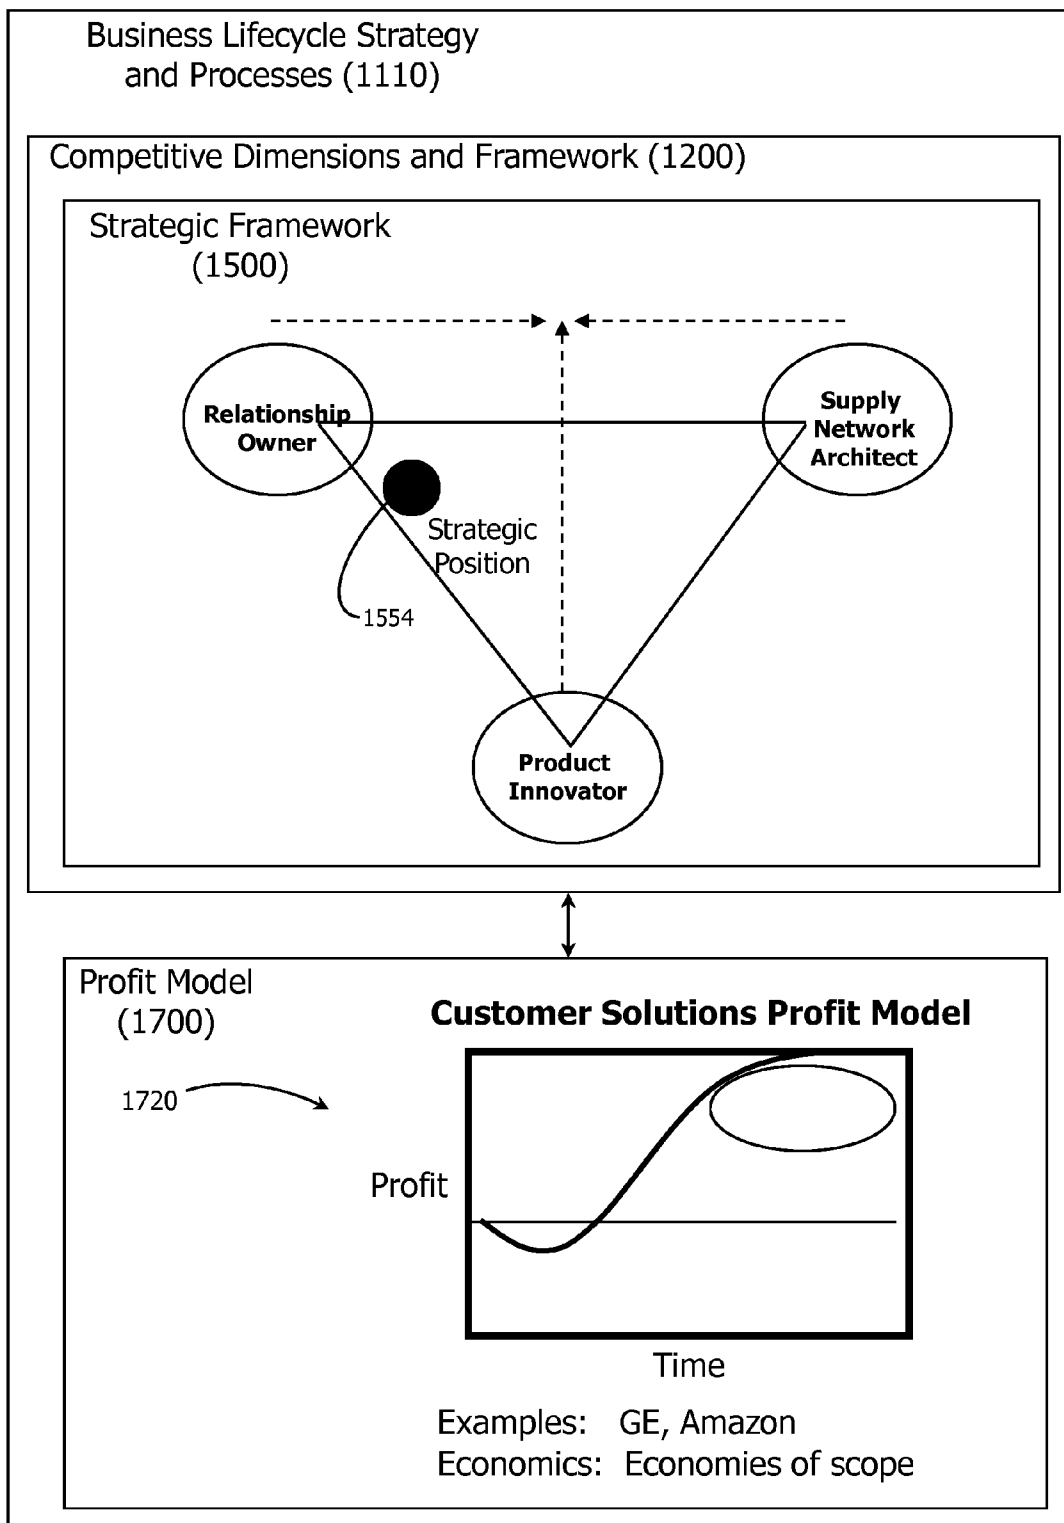 Business Lifecycle Strategy
and Processes (1110)
Competitive Dimensions and Framework (1200)
Strategic Framework
(1500)
Relationship
Owner
Supply
Network
Architect
Strategic
Position
1554
Product
Innovator
Profit Model
(1700)
Customer Solutions Profit Model
1720
Profit
Time
Examples: GE, Amazon
Economics: Economies of scope